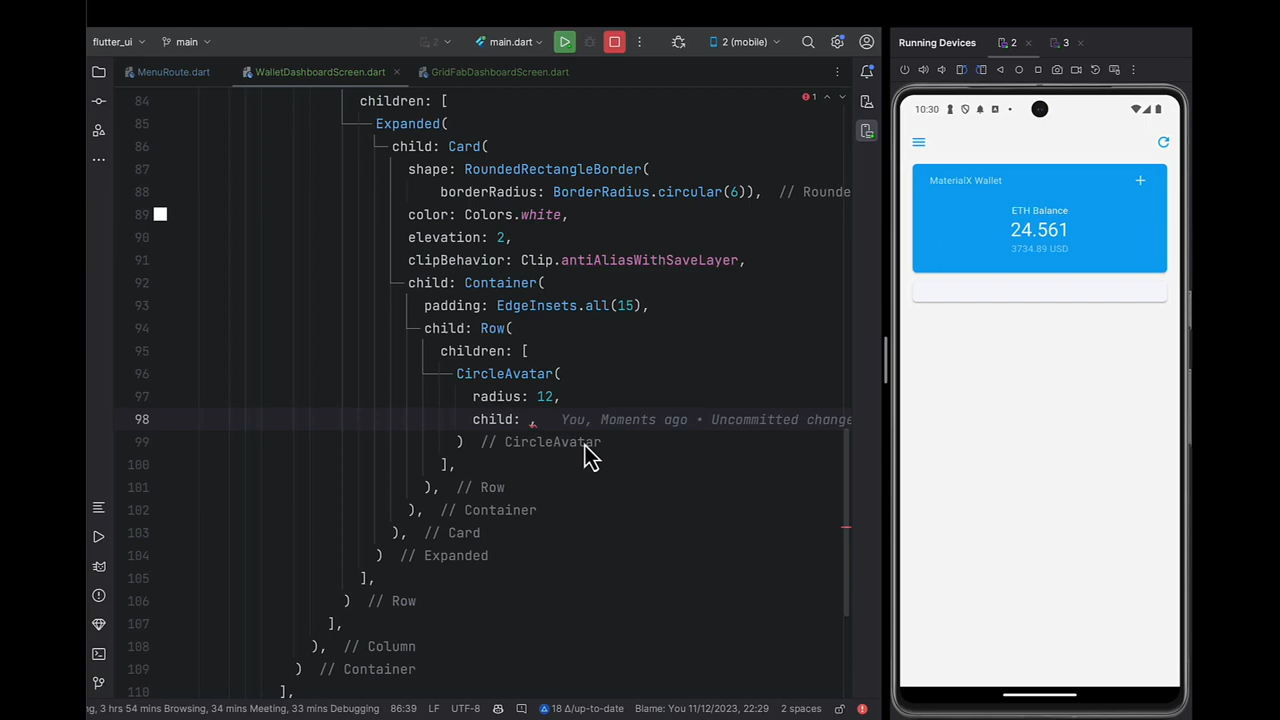 flutter_ui main 2 main.dart 2 (mobile) Running Devices 2 3
MenuRoute.dart WalletDashboardScreen.dart GridFabDashboardScreen.dart
84 children: [ 1
85 Expanded(
86 child: Card(
87 shape: RoundedRectangleBorder(
88 borderRadius: BorderRadius.circular(6)), // Rounde
89 color: Colors.white,
90 elevation: 2,
91 clipBehavior: Clip.antiAliasWithSaveLayer,
92 child: Container(
93 padding: EdgeInsets.all(15),
94 child: Row(
95 children: [
96 CircleAvatar(
97 radius: 12,
98 child: , You, Moments ago • Uncommitted change
99 ) // CircleAvatar
100 ],
101 ), // Row
102 ), // Container
103 ), // Card
104 ) // Expanded
105 ],
106 ) // Row
107 ],
108 ), // Column
109 ) // Container
110 ],
ng, 3 hrs 54 mins Browsing, 34 mins Meeting, 33 mins Debugging 86:39 LF UTF-8 18 Δ/up-to-date Blame: You 11/12/2023, 22:29 2 spaces
10:30
MaterialX Wallet
ETH Balance
24.561
3734.89 USD